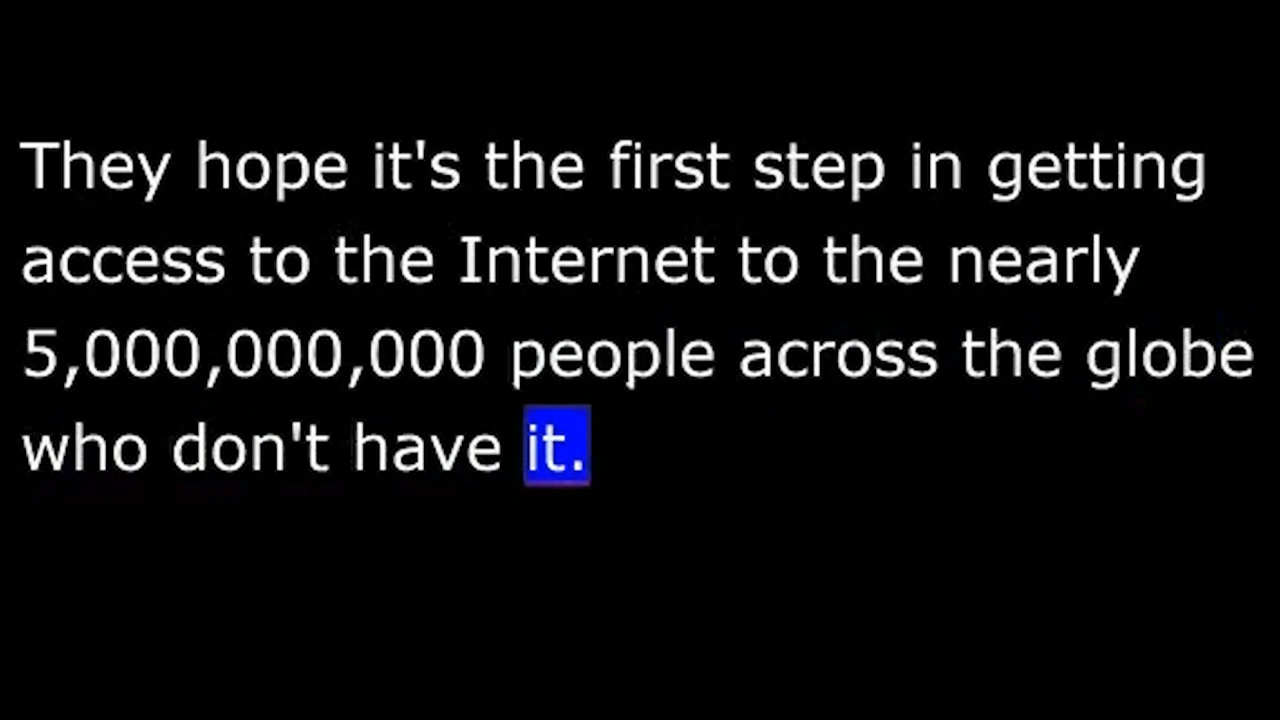 They hope it's the first step in getting
access to the Internet to the nearly
5,000,000,000 people across the globe
who don't have it.